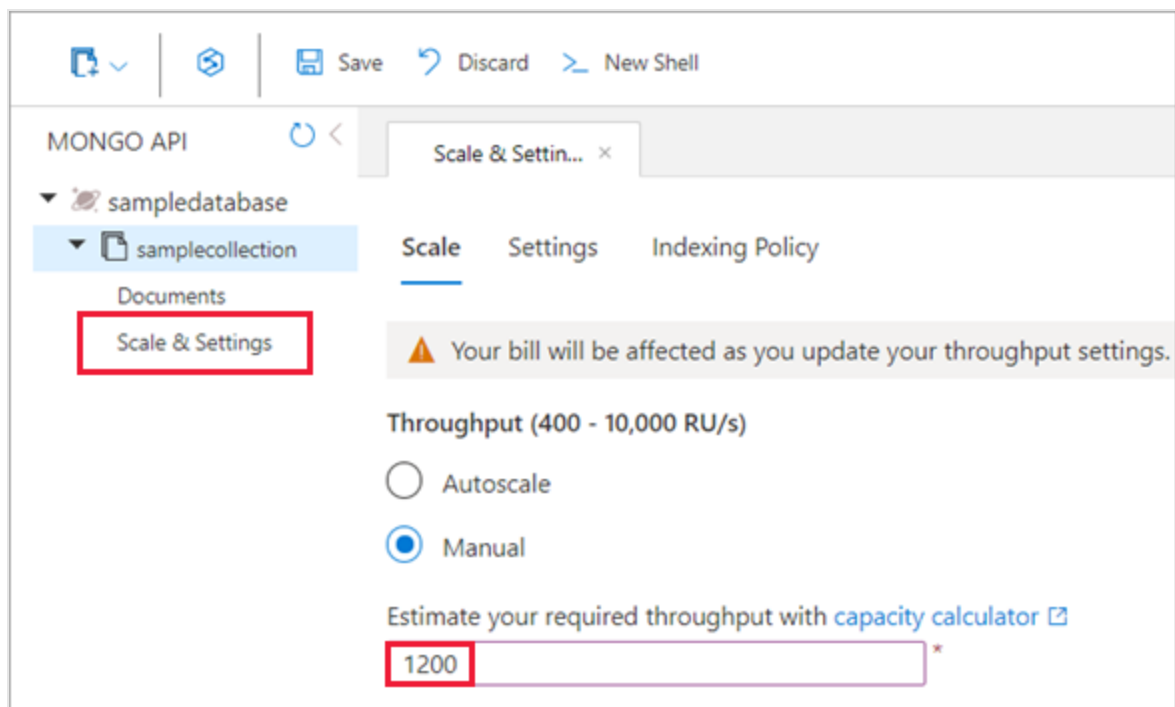 Save Discard New Shell
MONGO API
Scale & Settin...
sampledatabase
samplecollection
Documents
Scale & Settings
Scale Settings Indexing Policy
Your bill will be affected as you update your throughput settings.
Throughput (400 - 10,000 RU/s)
Autoscale
Manual
Estimate your required throughput with capacity calculator
1200 *